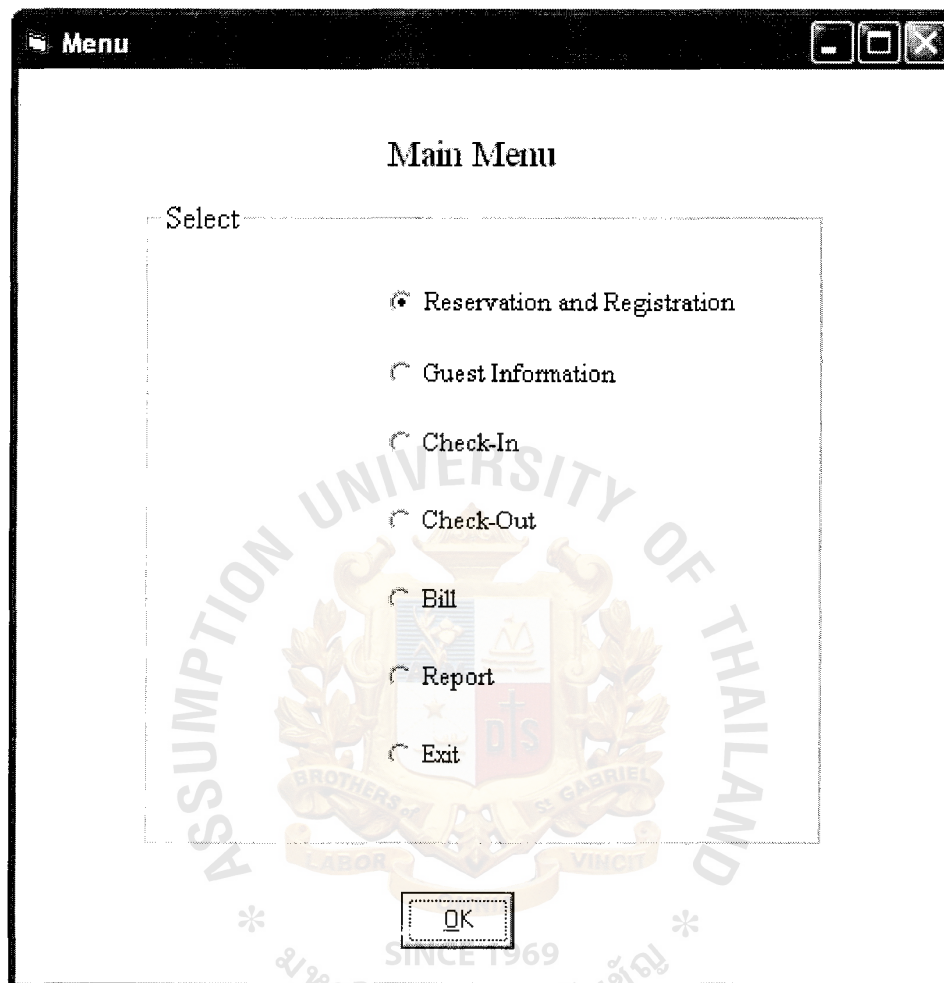 Menu
Main Menu
Select
Reservation and Registration
Guest Information
Check-In
Check-Out
Bill
Report
Exit
OK
ASSUMPTION UNIVERSITY OF THAILAND
D S
BROTHERS of St GABRIEL
LABOR VINCIT
SINCE 1969